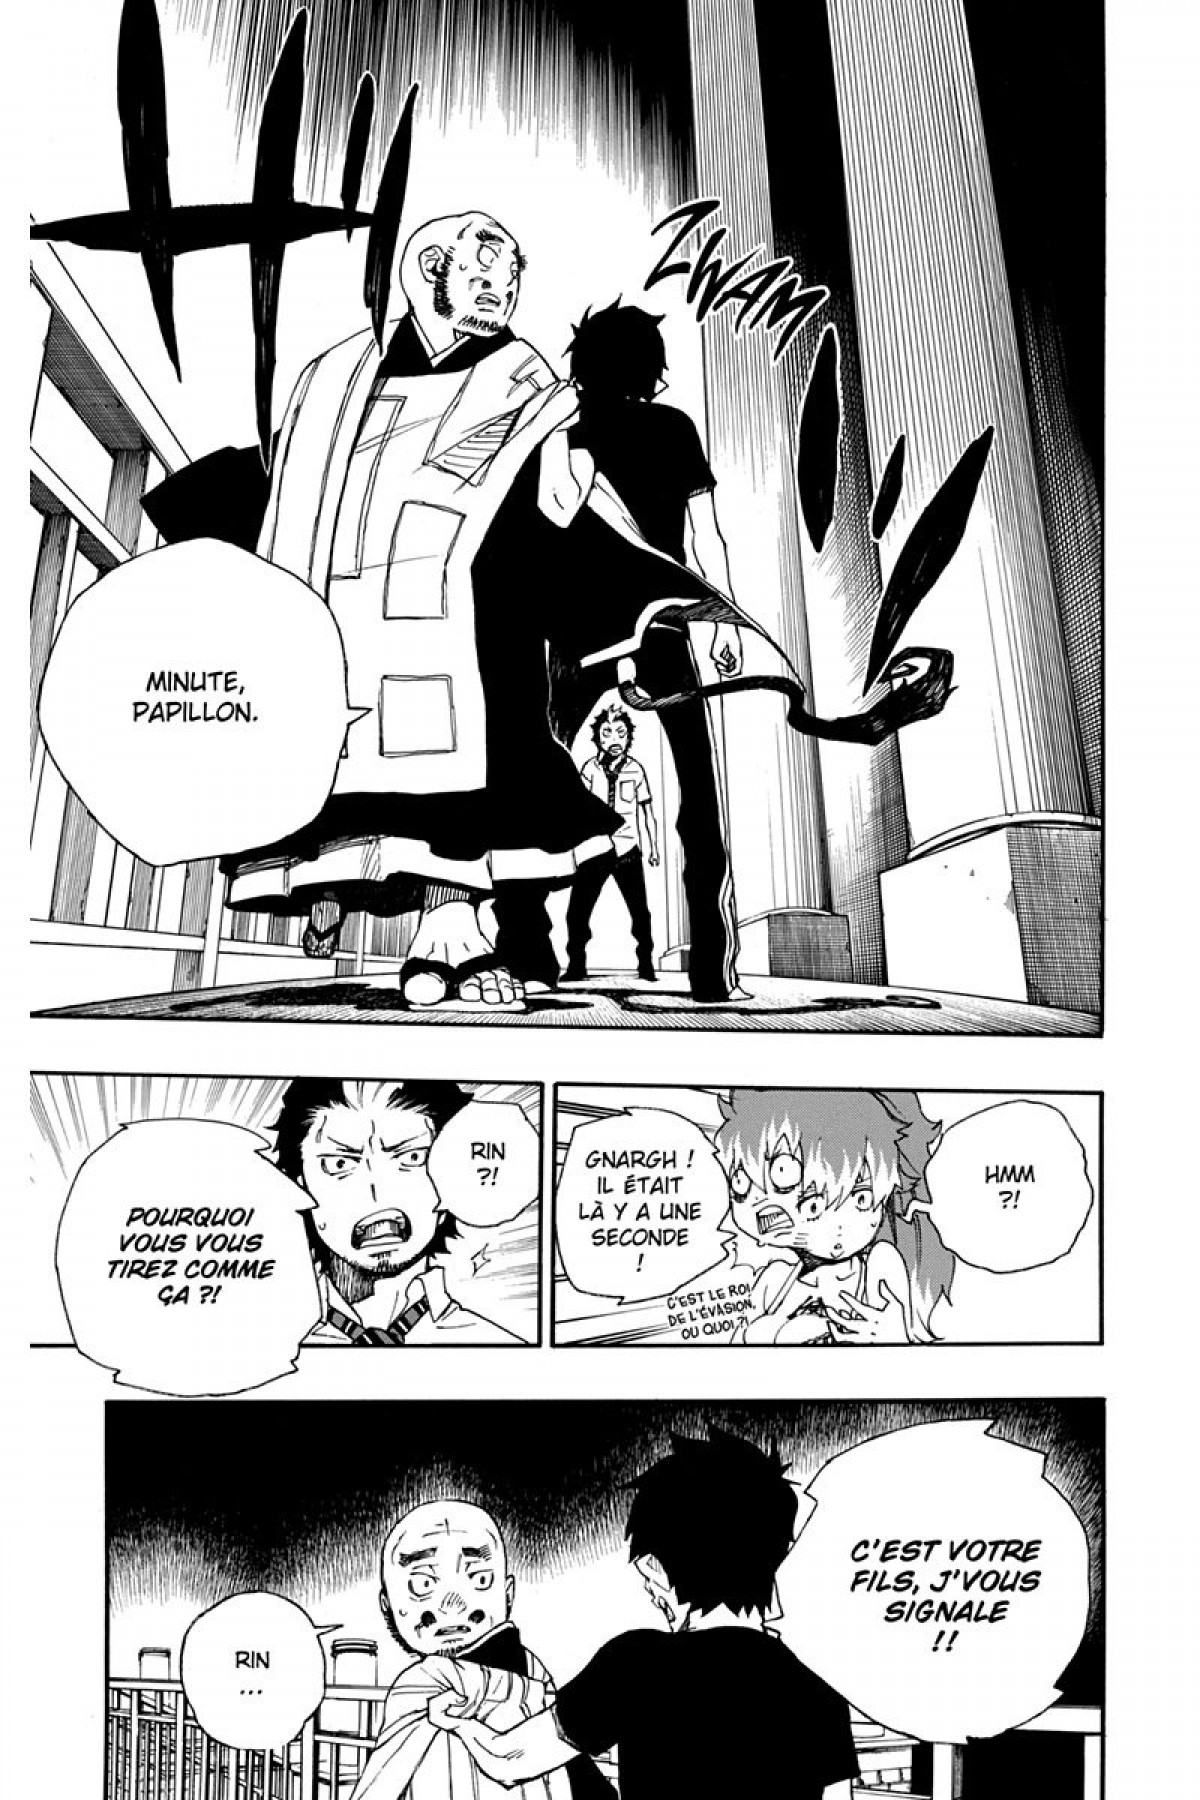 ZWAM
MINUTE,
PAPILLON.
HMM
?!
GNARGH !
IL ÉTAIT
LÀ Y A UNE
SECONDE
!
C'EST LE ROI
DE L'ÉVASION,
OU QUOI ?!
RIN
?!
POURQUOI
VOUS VOUS
TIREZ COMME
ÇA ?!
C'EST VOTRE
FILS, J'VOUS
SIGNALE
!!
RIN
...